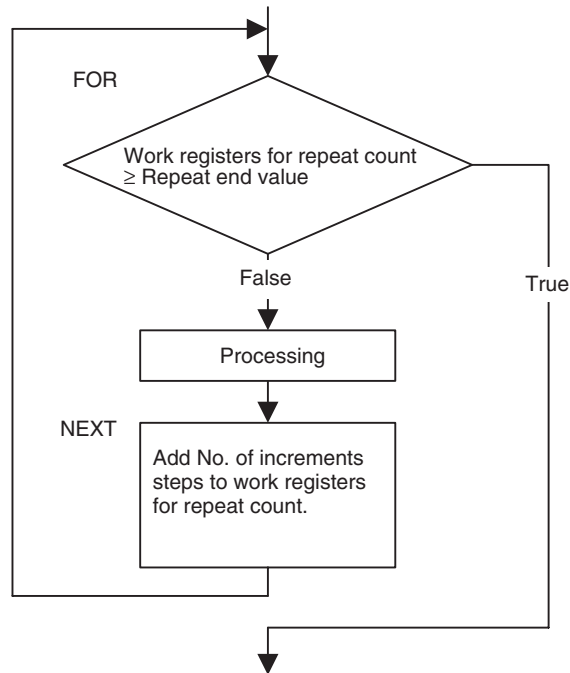 FOR
Work registers for repeat count
≥ Repeat end value
False
True
Processing
NEXT
Add No. of increments
steps to work registers
for repeat count.